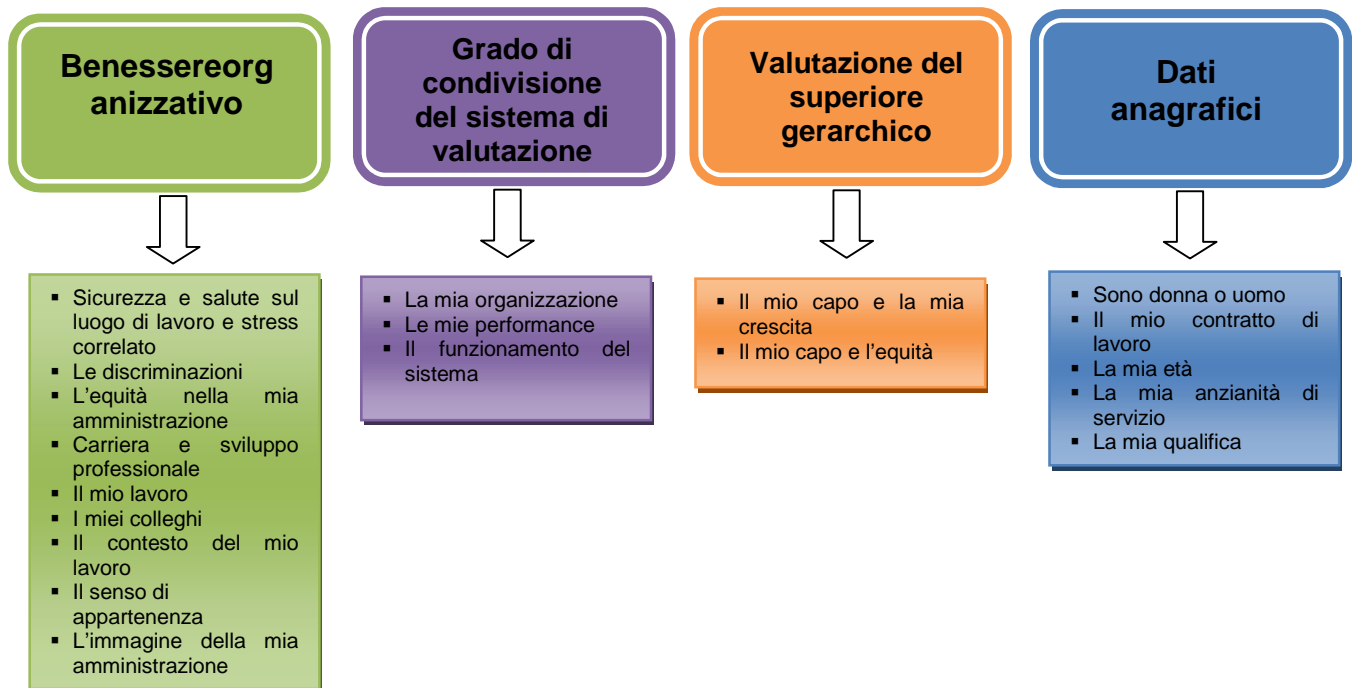 Benessereorg
anizzativo
▪ Sicurezza e salute sul
luogo di lavoro e stress
correlato
▪ Le discriminazioni
▪ L'equità nella mia
amministrazione
▪ Carriera e sviluppo
professionale
▪ Il mio lavoro
▪ I miei colleghi
▪ Il contesto del mio
lavoro
▪ Il senso di
appartenenza
▪ L'immagine della mia
amministrazione
Grado di
condivisione
del sistema di
valutazione
▪ La mia organizzazione
▪ Le mie performance
▪ Il funzionamento del
sistema
Valutazione del
superiore
gerarchico
▪ Il mio capo e la mia
crescita
▪ Il mio capo e l'equità
Dati
anagrafici
▪ Sono donna o uomo
▪ Il mio contratto di
lavoro
▪ La mia età
▪ La mia anzianità di
servizio
▪ La mia qualifica